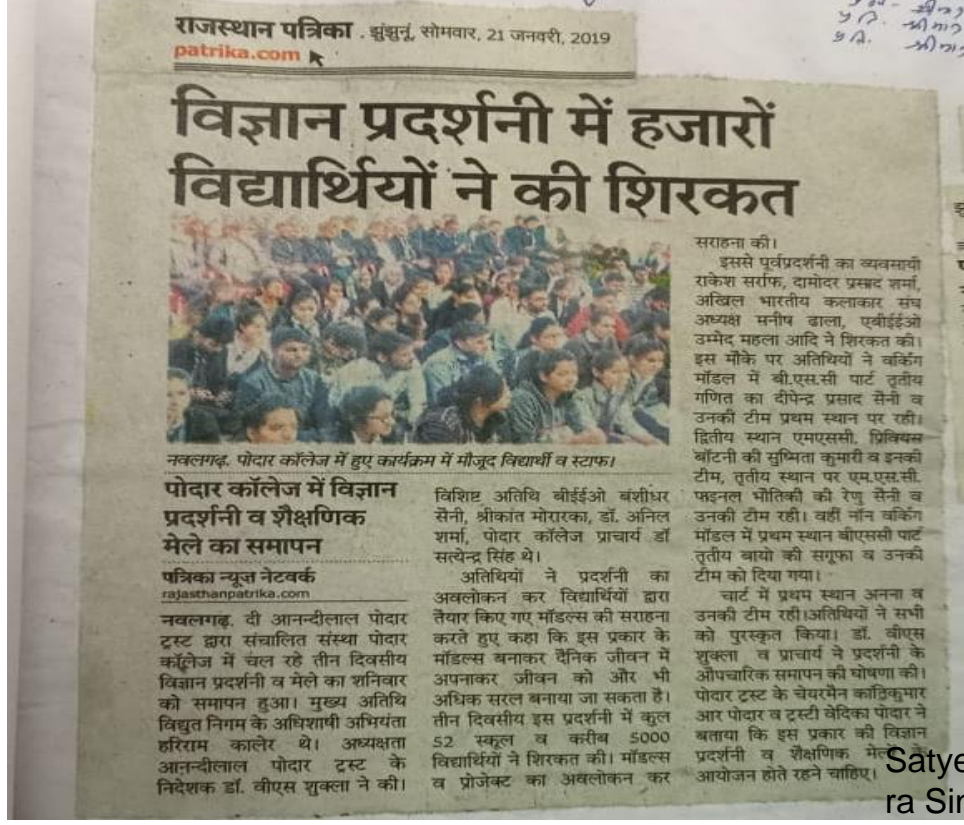 राजस्थान पत्रिका . झुंझुनूं, सोमवार, 21 जनवरी, 2019
patrika.com
विज्ञान प्रदर्शनी में हजारों
विद्यार्थियों ने की शिरकत
नवलगढ़. पोदार कॉलेज में हुए कार्यक्रम में मौजूद विद्यार्थी व स्टाफ।
पोदार कॉलेज में विज्ञान
प्रदर्शनी व शैक्षणिक
मेले का समापन
पत्रिका न्यूज नेटवर्क
rajasthanpatrika.com
नवलगढ़. दी आनन्दीलाल पोदार
ट्रस्ट द्वारा संचालित संस्था पोदार
कॉलेज में चल रहे तीन दिवसीय
विज्ञान प्रदर्शनी व मेले का शनिवार
को समापन हुआ। मुख्य अतिथि
विद्युत निगम के अधिशाषी अभियंता
हरिराम कालेर थे। अध्यक्षता
आनन्दीलाल पोदार ट्रस्ट के
निदेशक डॉ. वीएस शुक्ला ने की।
विशिष्ट अतिथि बीईईओ बंशीधर
सैनी, श्रीकांत मोरारका, डॉ. अनिल
शर्मा, पोदार कॉलेज प्राचार्य डॉ
सत्येन्द्र सिंह थे।
अतिथियों ने प्रदर्शनी का
अवलोकन कर विद्यार्थियों द्वारा
तैयार किए गए मॉडल्स की सराहना
करते हुए कहा कि इस प्रकार के
मॉडल्स बनाकर दैनिक जीवन में
अपनाकर जीवन को और भी
अधिक सरल बनाया जा सकता है।
तीन दिवसीय इस प्रदर्शनी में कुल
52 स्कूल व करीब 5000
विद्यार्थियों ने शिरकत की। मॉडल्स
व प्रोजेक्ट का अवलोकन कर
सराहना की।
इससे पूर्वप्रदर्शनी का व्यवसायी
राकेश सर्राफ, दामोदर प्रसाद शर्मा,
अखिल भारतीय कलाकार संघ
अध्यक्ष मनीष ढाला, एबीईईओ
उम्मेद महला आदि ने शिरकत की।
इस मौके पर अतिथियों ने वर्किंग
मॉडल में बी.एस.सी पार्ट तृतीय
गणित का दीपेन्द्र प्रसाद सैनी व
उनकी टीम प्रथम स्थान पर रही।
द्वितीय स्थान एमएससी. प्रिवियस
बॉटनी की सुष्मिता कुमारी व इनकी
टीम, तृतीय स्थान पर एम.एस.सी.
फाइनल भौतिकी की रेणु सैनी व
उनकी टीम रही। वहीं नॉन वर्किंग
मॉडल में प्रथम स्थान बीएससी पार्ट
तृतीय बायो की सगूफा व उनकी
टीम को दिया गया।
चार्ट में प्रथम स्थान अनना व
उनकी टीम रही।अतिथियों ने सभी
को पुरस्कृत किया। डॉ. वीएस
शुक्ला व प्राचार्य ने प्रदर्शनी के
औपचारिक समापन की घोषणा की।
पोदार ट्रस्ट के चेयरमैन कांतिकुमार
आर पोदार व ट्रस्टी वेदिका पोदार ने
बताया कि इस प्रकार की विज्ञान
प्रदर्शनी व शैक्षणिक मेले के
आयोजन होते रहने चाहिए।
Satye
ra Sin